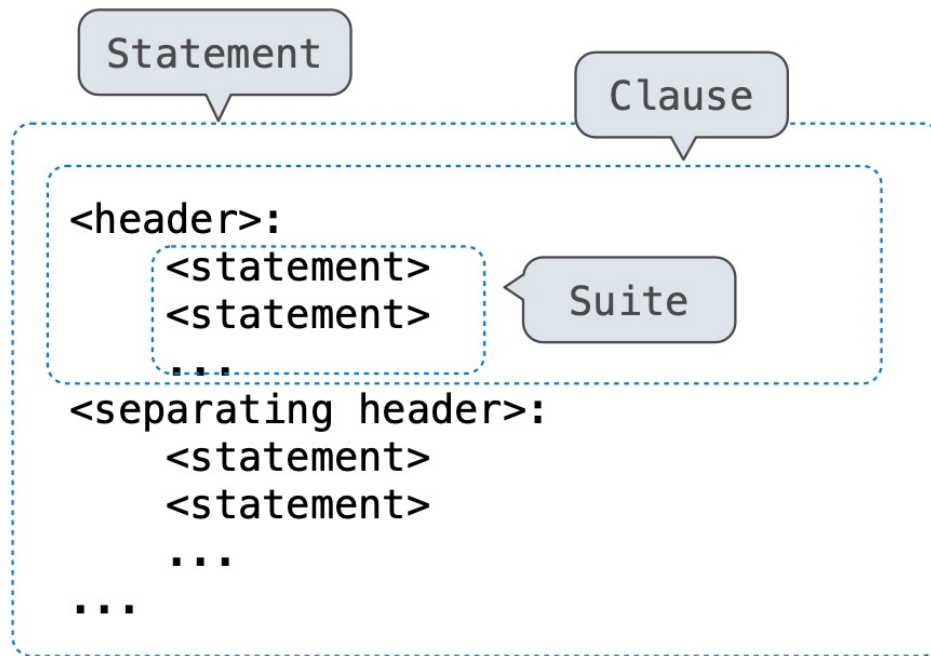 Statement
Clause
<header>:
<statement>
<statement>
...
Suite
<separating header>:
<statement>
<statement>
...
...